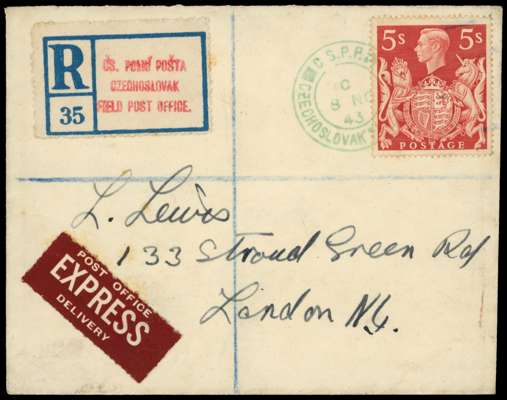 R
35
ČS. POLNÍ POŠTA
CZECHOSLOVAK
FIELD POST OFFICE.
C.S.P.P.
C
8 NO
43
CZECHOSLOVAK
5S 5S
POSTAGE
L. Lewis
133 Stroud Green Rd
London N4.
POST OFFICE
EXPRESS
DELIVERY